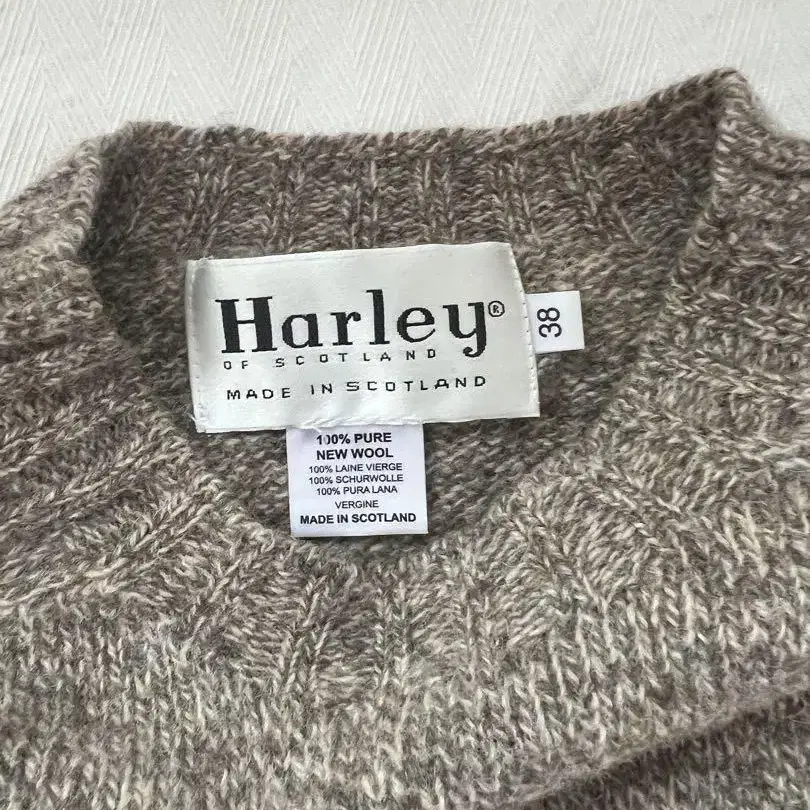 Harley®
OF SCOTLAND
MADE IN SCOTLAND
38
100% PURE
NEW WOOL
100% LAINE VIERGE
100% SCHURWOLLE
100% PURA LANA
VERGINE
MADE IN SCOTLAND